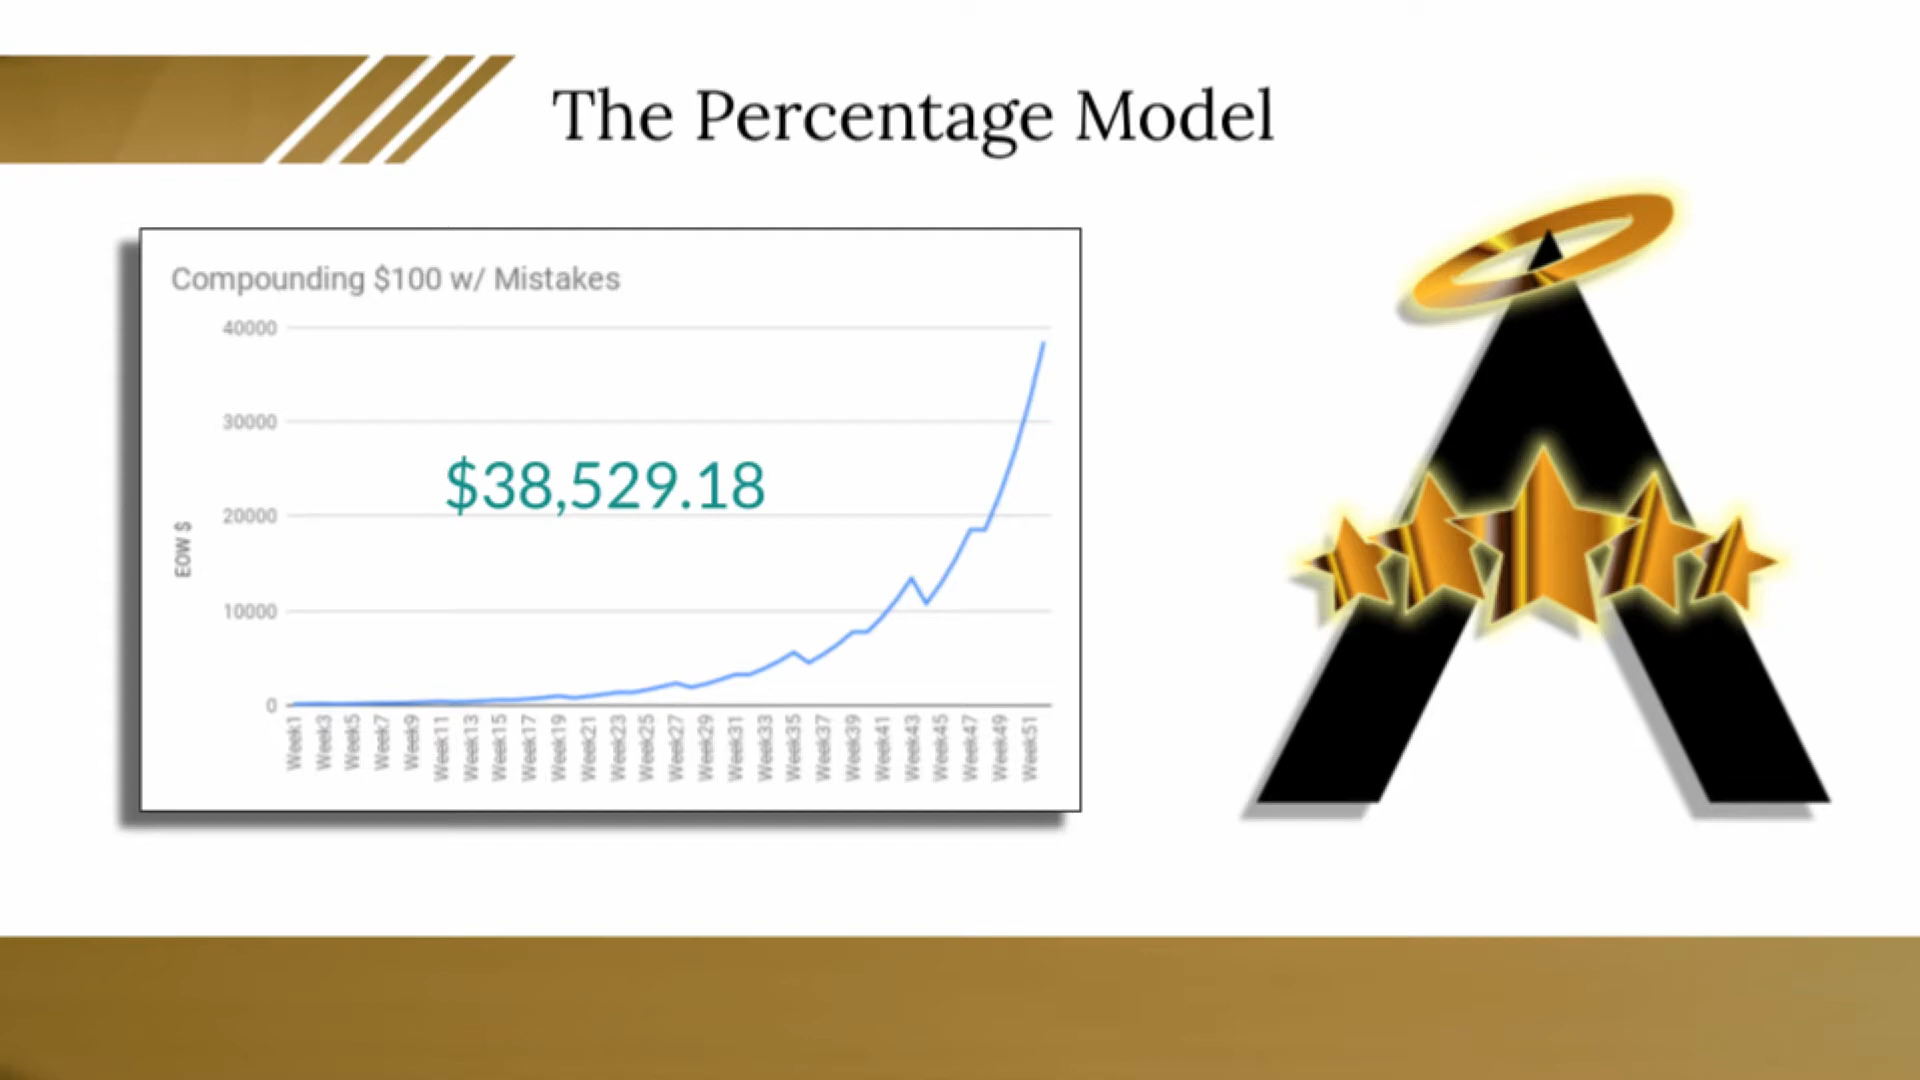 The Percentage Model
Compounding $100 w/ Mistakes
40000
30000
$38,529.18
20000
EOW $
10000
0
Week1 Week3 Week5 Week7 Week9 Week11 Week13 Week15 Week17 Week19 Week21 Week23 Week25 Week27 Week29 Week31 Week33 Week35 Week37 Week39 Week41 Week43 Week45 Week47 Week49 Week51